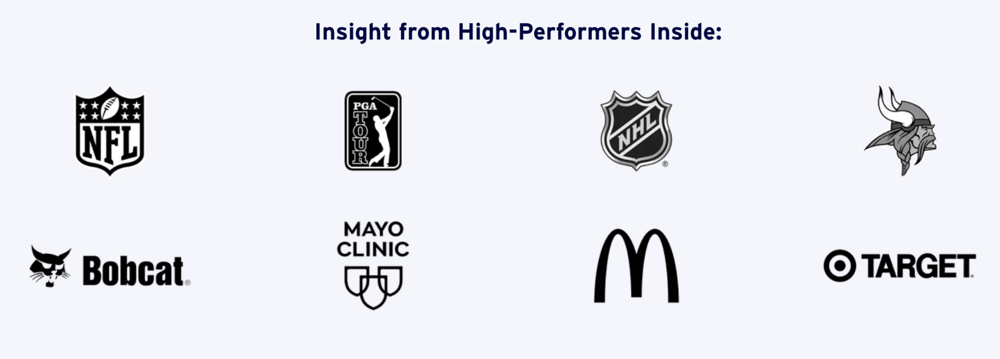 Insight from High-Performers Inside:
NFL
PGA
TOUR
NHL
®
Bobcat®
MAYO
CLINIC
TARGET®